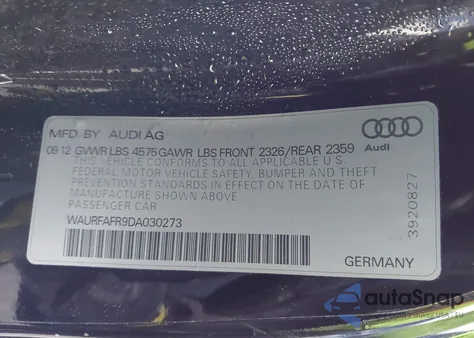 MFD. BY AUDI AG
09 12 GVWR LBS 4575 GAWR LBS FRONT 2326/REAR 2359
THIS VEHICLE CONFORMS TO ALL APPLICABLE U.S.
FEDERAL MOTOR VEHICLE SAFETY, BUMPER AND THEFT
PREVENTION STANDARDS IN EFFECT ON THE DATE OF
MANUFACTURE SHOWN ABOVE
PASSENGER CAR
WAURFAFR9DA030273
GERMANY
Audi
3920827
autoSnap